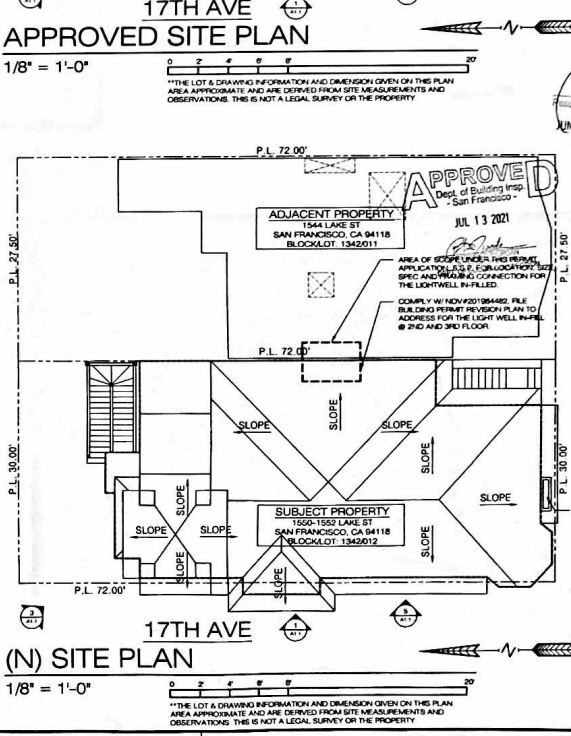 17TH AVE
1
A1.1
APPROVED SITE PLAN
N
1/8" = 1'-0"
0 2' 4' 6' 8' 20'
**THE LOT & DRAWING INFORMATION AND DIMENSION GIVEN ON THIS PLAN
AREA APPROXIMATE AND ARE DERIVED FROM SITE MEASUREMENTS AND
OBSERVATIONS. THIS IS NOT A LEGAL SURVEY OR THE PROPERTY
P.L. 72.00'
APPROVED
Dept. of Building Insp.
- San Francisco -
JUL 13 2021
P.L. 27.50'
P.L. 27.50'
ADJACENT PROPERTY
1544 LAKE ST
SAN FRANCISCO, CA 94118
BLOCK/LOT: 1342/011
AREA OF SCOPE UNDER THIS PERMIT
APPLICATION, S.S.P. FOR LOCATION, SIZE,
SPEC AND FRAMING CONNECTION FOR
THE LIGHTWELL IN-FILLED.
COMPLY W/ NOV#201984482, FILE
BUILDING PERMIT REVISION PLAN TO
ADDRESS FOR THE LIGHT WELL IN-FILL
@ 2ND AND 3RD FLOOR.
P.L. 72.00'
P.L. 30.00'
P.L. 30.00'
SLOPE
SLOPE
SLOPE
SLOPE
SLOPE
SLOPE
SLOPE
SLOPE
SLOPE
SLOPE
SLOPE
SUBJECT PROPERTY
1550-1552 LAKE ST
SAN FRANCISCO, CA 94118
BLOCK/LOT: 1342/012
P.L. 72.00'
3
A1.1
17TH AVE
1
A1.1
5
A1.1
(N) SITE PLAN
N
1/8" = 1'-0"
0 2' 4' 6' 8' 20'
**THE LOT & DRAWING INFORMATION AND DIMENSION GIVEN ON THIS PLAN
AREA APPROXIMATE AND ARE DERIVED FROM SITE MEASUREMENTS AND
OBSERVATIONS. THIS IS NOT A LEGAL SURVEY OR THE PROPERTY